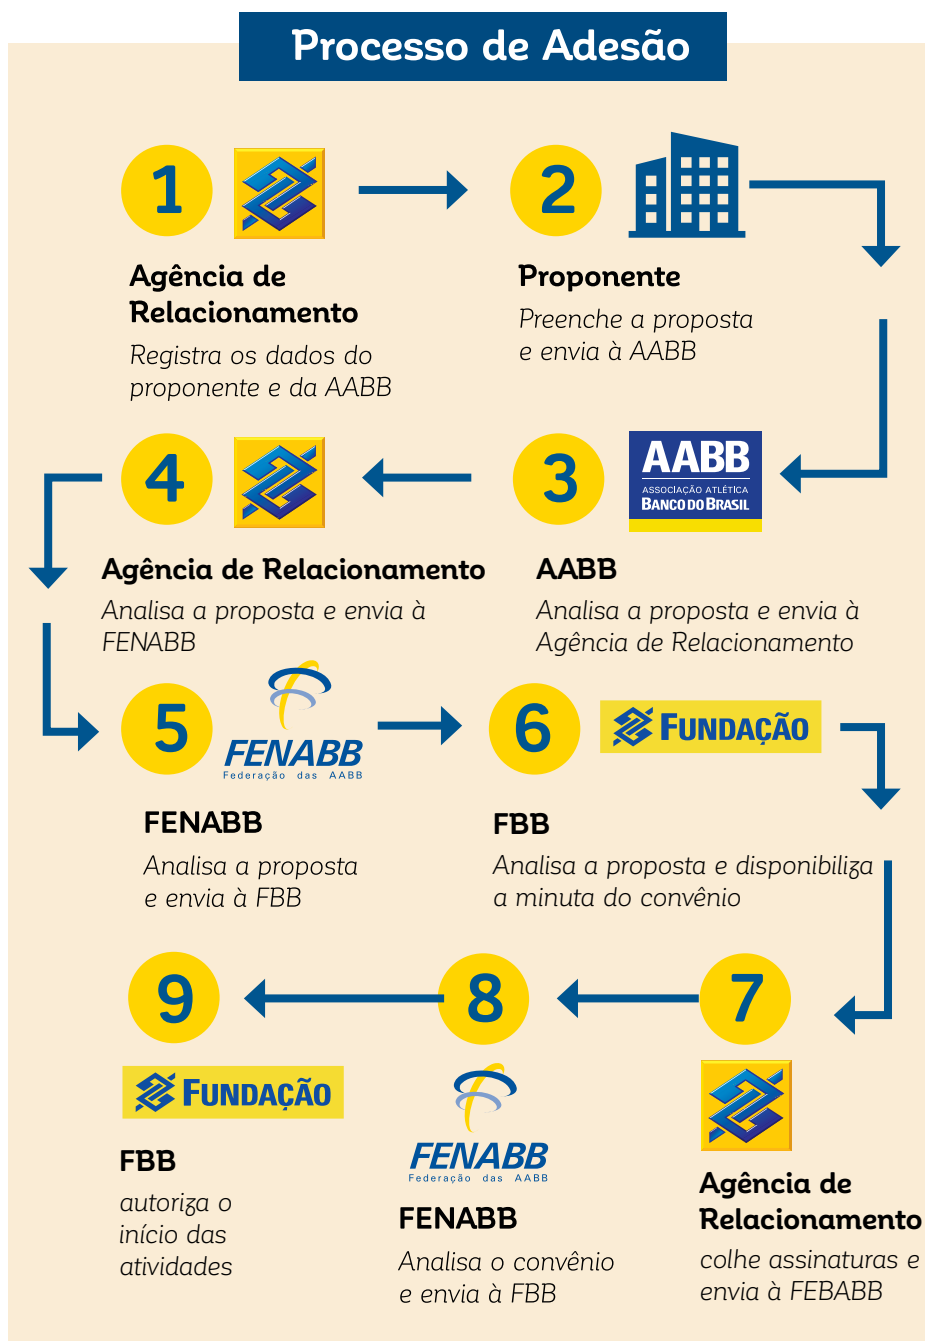 Processo de Adesão
1
Agência de
Relacionamento
Registra os dados do
proponente e da AABB
2
Proponente
Preenche a proposta
e envia à AABB
3
AABB
ASSOCIAÇÃO ATLÉTICA
BANCO DO BRASIL
AABB
Analisa a proposta e envia à
Agência de Relacionamento
4
Agência de Relacionamento
Analisa a proposta e envia à
FENABB
5
FENABB
Federação das AABB
FENABB
Analisa a proposta
e envia à FBB
6
FUNDAÇÃO
FBB
Analisa a proposta e disponibiliza
a minuta do convênio
7
Agência de
Relacionamento
colhe assinaturas e
envia à FEBABB
8
FENABB
Federação das AABB
FENABB
Analisa o convênio
e envia à FBB
9
FUNDAÇÃO
FBB
autoriza o
início das
atividades